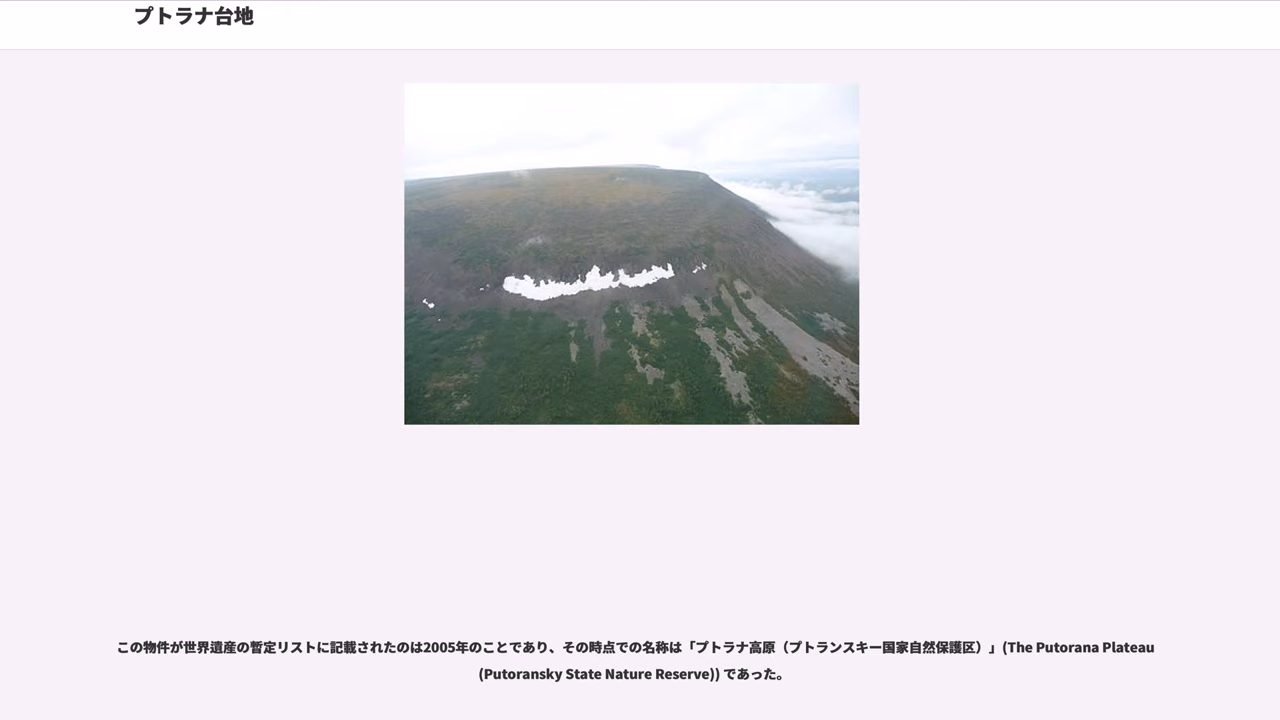 プトラナ台地
この物件が世界遺産の暫定リストに記載されたのは2005年のことであり、その時点での名称は「プトラナ高原（プトランスキー国家自然保護区）」(The Putorana Plateau
(Putoransky State Nature Reserve)) であった。